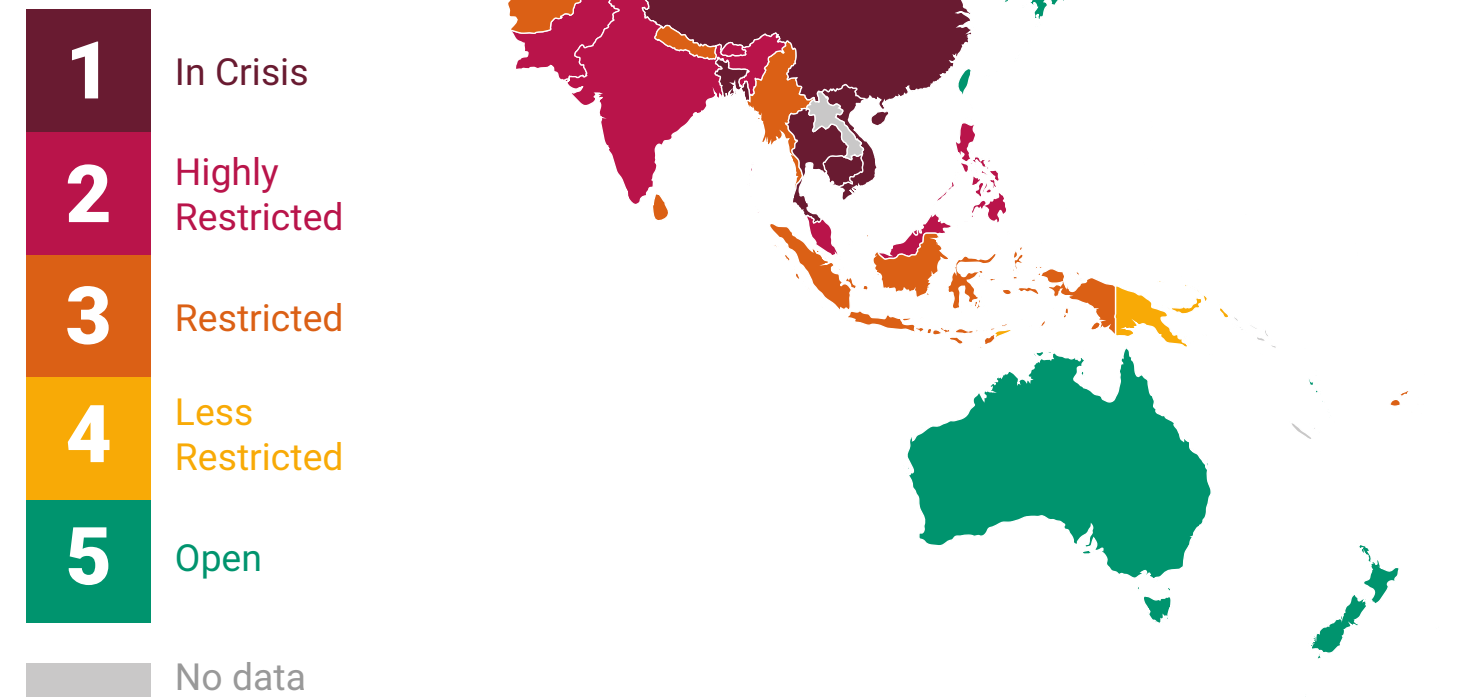 1
In Crisis
2
Highly
Restricted
3
Restricted
4
Less
Restricted
5
Open
No data